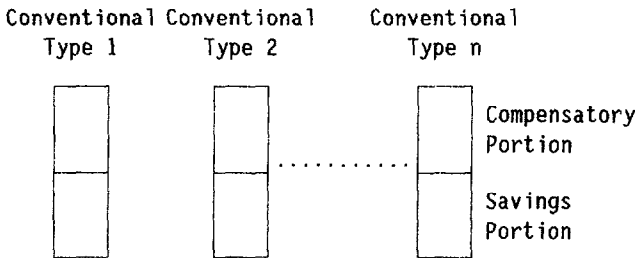 Conventional Conventional Conventional
Type 1 Type 2 Type n
Compensatory
Portion
Savings
Portion